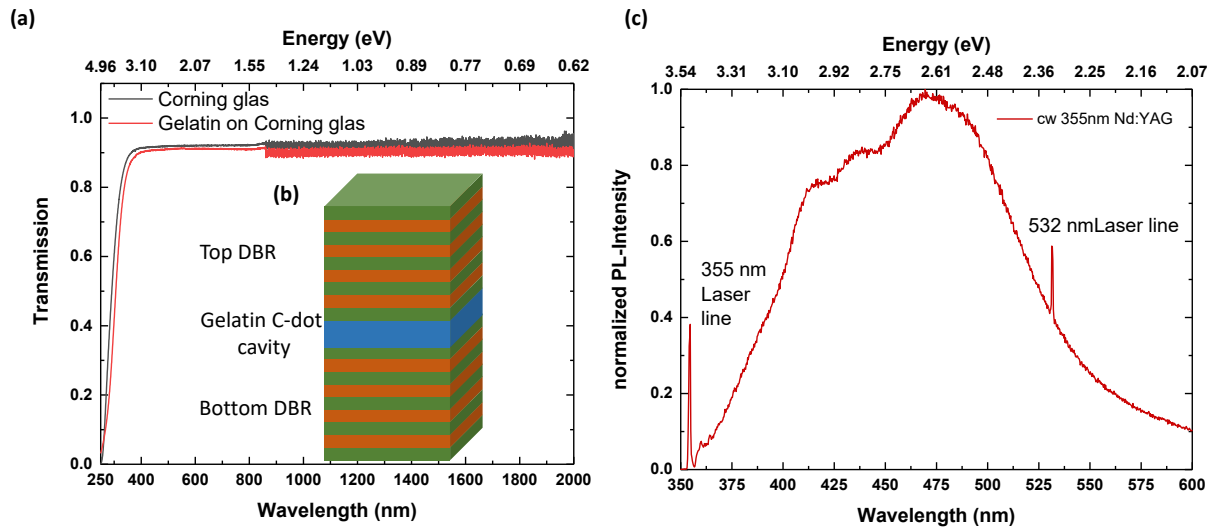 (a)
Energy (eV)
4.96 3.10 2.07 1.55 1.24 1.03 0.89 0.77 0.69 0.62
Corning glas
Gelatin on Corning glas
1.0
0.8
0.6
0.4
0.2
0.0
Transmission
(b)
Top DBR
Gelatin C-dot
cavity
Bottom DBR
250 400 600 800 1000 1200 1400 1600 1800 2000
Wavelength (nm)
(c)
Energy (eV)
3.54 3.31 3.10 2.92 2.75 2.61 2.48 2.36 2.25 2.16 2.07
cw 355nm Nd:YAG
1.0
0.8
0.6
0.4
0.2
0.0
normalized PL-Intensity
532 nmLaser line
355 nm
Laser
line
350 375 400 425 450 475 500 525 550 575 600
Wavelength (nm)